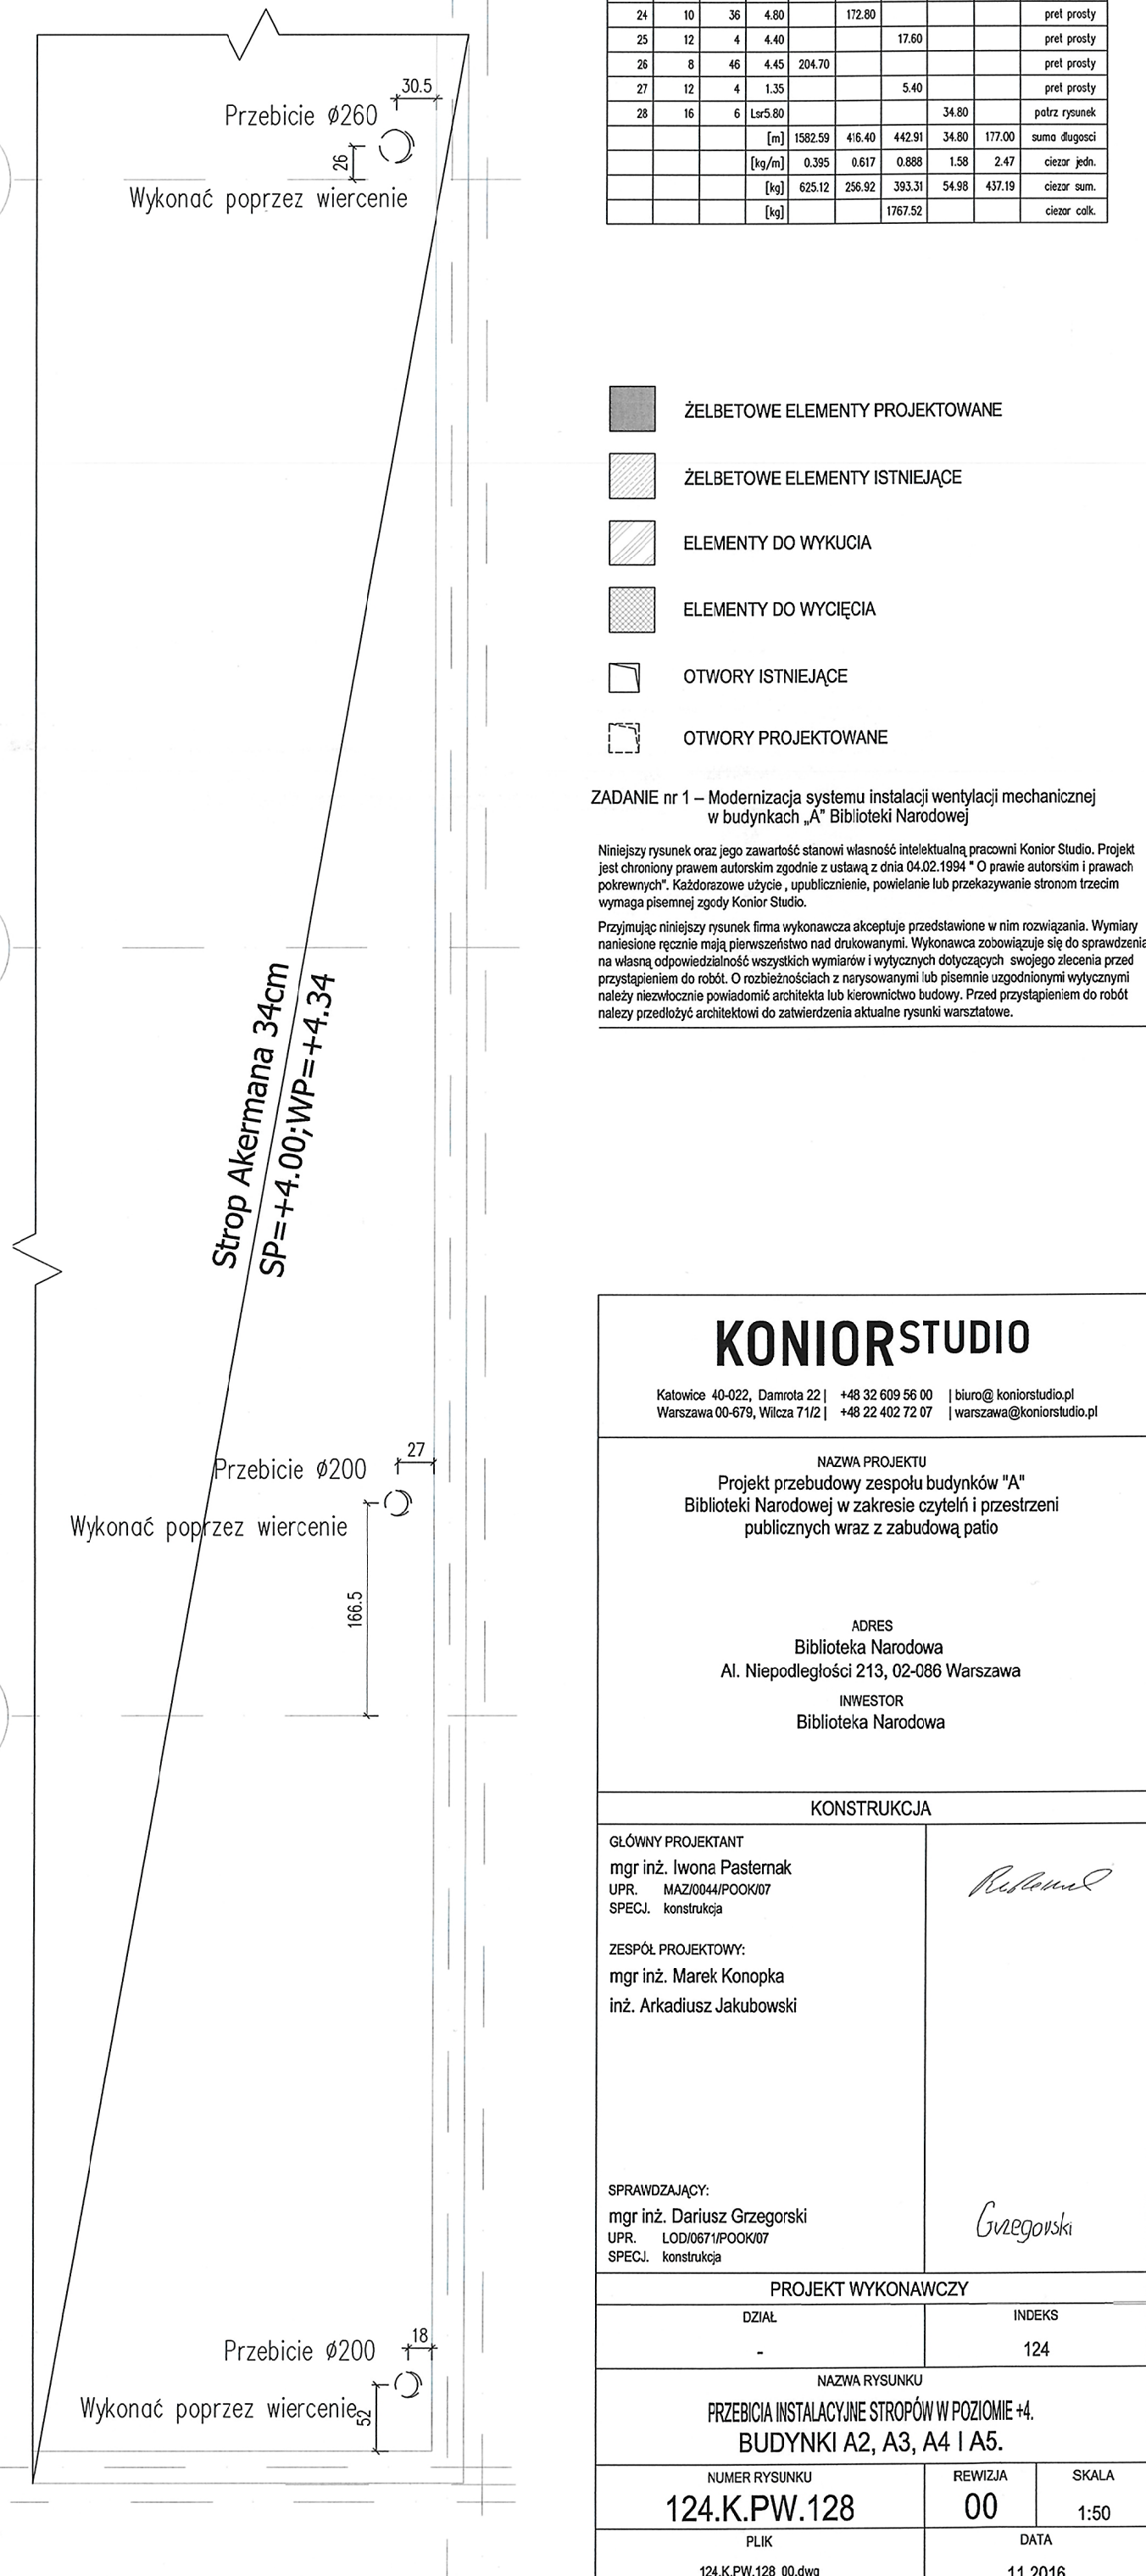 24 10 36 4.80 172.80 pret prosty
25 12 4 4.40 17.60 pret prosty
26 8 46 4.45 204.70 pret prosty
27 12 4 1.35 5.40 pret prosty
28 16 6 Lsr5.80 34.80 patrz rysunek
[m] 1582.59 416.40 442.91 34.80 177.00 suma dlugosci
[kg/m] 0.395 0.617 0.888 1.58 2.47 ciezar jedn.
[kg] 625.12 256.92 393.31 54.98 437.19 ciezar sum.
[kg] 1767.52 ciezar calk.
30.5
Przebicie Ø260
26
Wykonać poprzez wiercenie
Strop Akermana 34cm
SP=+4.00;WP=+4.34
27
Przebicie Ø200
Wykonać poprzez wiercenie
166.5
18
Przebicie Ø200
Wykonać poprzez wiercenie
52
ŻELBETOWE ELEMENTY PROJEKTOWANE
ŻELBETOWE ELEMENTY ISTNIEJĄCE
ELEMENTY DO WYKUCIA
ELEMENTY DO WYCIĘCIA
OTWORY ISTNIEJĄCE
OTWORY PROJEKTOWANE
ZADANIE nr 1 – Modernizacja systemu instalacji wentylacji mechanicznej
w budynkach „A” Biblioteki Narodowej
Niniejszy rysunek oraz jego zawartość stanowi własność intelektualną pracowni Konior Studio. Projekt
jest chroniony prawem autorskim zgodnie z ustawą z dnia 04.02.1994 " O prawie autorskim i prawach
pokrewnych". Każdorazowe użycie , upublicznienie, powielanie lub przekazywanie stronom trzecim
wymaga pisemnej zgody Konior Studio.
Przyjmując niniejszy rysunek firma wykonawcza akceptuje przedstawione w nim rozwiązania. Wymiary
naniesione ręcznie mają pierwszeństwo nad drukowanymi. Wykonawca zobowiązuje się do sprawdzenia
na własną odpowiedzialność wszystkich wymiarów i wytycznych dotyczących swojego zlecenia przed
przystąpieniem do robót. O rozbieżnościach z narysowanymi lub pisemnie uzgodnionymi wytycznymi
należy niezwłocznie powiadomić architekta lub kierownictwo budowy. Przed przystąpieniem do robót
nalezy przedłożyć architektowi do zatwierdzenia aktualne rysunki warsztatowe.
KONIOR STUDIO
Katowice 40-022, Damrota 22 | +48 32 609 56 00 | biuro@ koniorstudio.pl
Warszawa 00-679, Wilcza 71/2 | +48 22 402 72 07 | warszawa@koniorstudio.pl
NAZWA PROJEKTU
Projekt przebudowy zespołu budynków "A"
Biblioteki Narodowej w zakresie czytelń i przestrzeni
publicznych wraz z zabudową patio
ADRES
Biblioteka Narodowa
Al. Niepodległości 213, 02-086 Warszawa
INWESTOR
Biblioteka Narodowa
KONSTRUKCJA
GŁÓWNY PROJEKTANT
mgr inż. Iwona Pasternak
UPR. MAZ/0044/POOK/07
SPECJ. konstrukcja
ZESPÓŁ PROJEKTOWY:
mgr inż. Marek Konopka
inż. Arkadiusz Jakubowski
SPRAWDZAJĄCY:
mgr inż. Dariusz Grzegorski
UPR. LOD/0671/POOK/07
SPECJ. konstrukcja
Grzegorski
PROJEKT WYKONAWCZY
DZIAŁ INDEKS
- 124
NAZWA RYSUNKU
PRZEBICIA INSTALACYJNE STROPÓW W POZIOMIE +4.
BUDYNKI A2, A3, A4 I A5.
NUMER RYSUNKU REWIZJA SKALA
124.K.PW.128 00 1:50
PLIK DATA
124.K.PW.128_00.dwg 11.2016